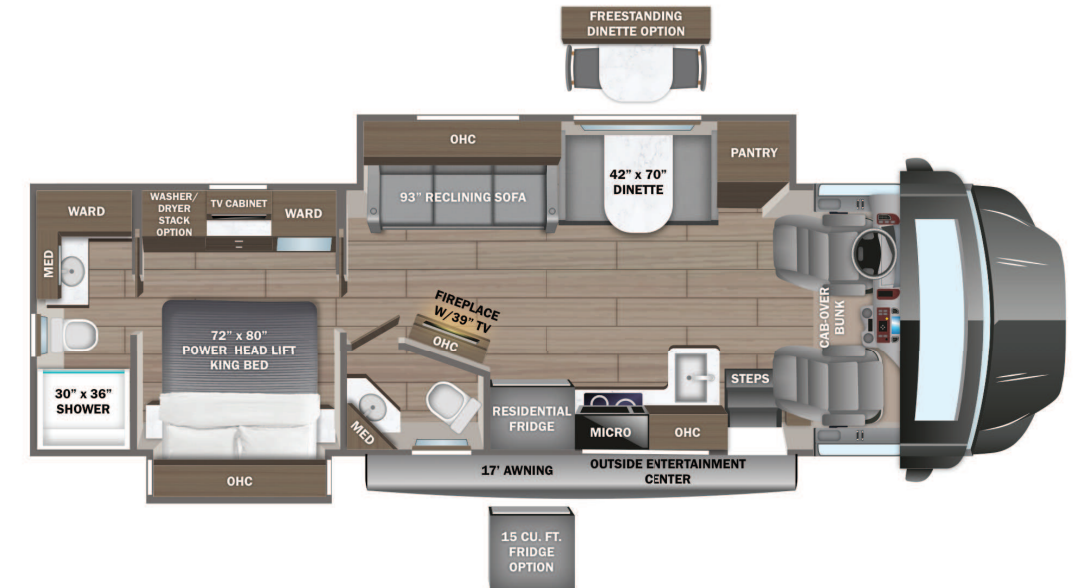 FREESTANDING
DINETTE OPTION
OHC
93" RECLINING SOFA
42" x 70"
DINETTE
PANTRY
WARD
WASHER/
DRYER
STACK
OPTION
TV CABINET
WARD
MED
FIREPLACE
W/39" TV
OHC
CAB-OVER
BUNK
72" x 80"
POWER HEAD LIFT
KING BED
30" x 36"
SHOWER
MED
RESIDENTIAL
FRIDGE
MICRO
OHC
STEPS
OHC
17' AWNING
OUTSIDE ENTERTAINMENT
CENTER
15 CU. FT.
FRIDGE
OPTION